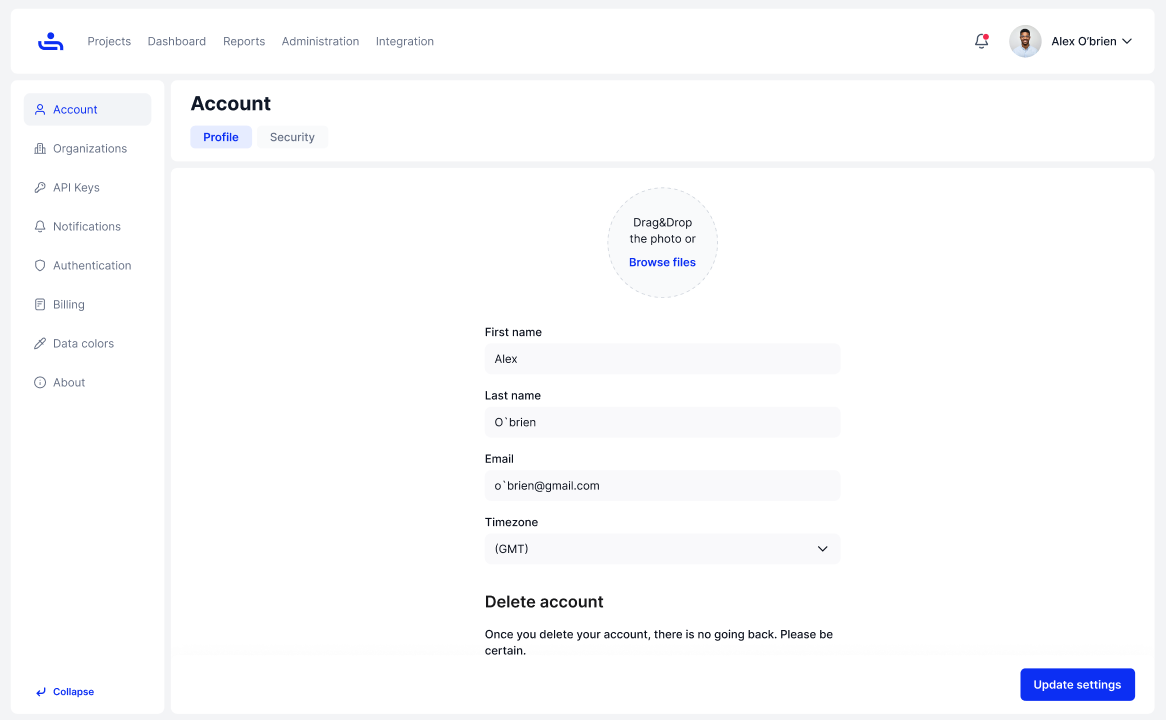 Projects
Dashboard
Reports
Administration
Integration
Alex O’brien
Account
Organizations
API Keys
Notifications
Authentication
Billing
Data colors
About
Collapse
Account
Profile
Security
Drag&Drop
the photo or
Browse files
First name
Alex
Last name
O`brien
Email
o`brien@gmail.com
Timezone
(GMT)
Delete account
Once you delete your account, there is no going back. Please be
certain.
Update settings